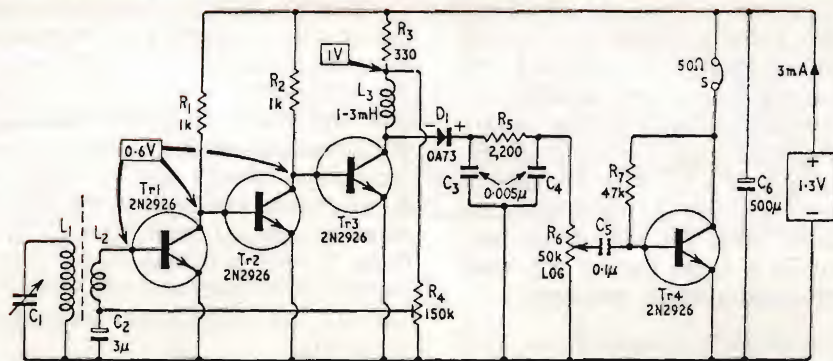 R3
330
1V
R2
1k
L3
1-3mH
R1
1k
50Ω
S
3mA
D1
- +
OA73
R5
2,200
0·6V
Tr1
2N2926
L1
L2
C3
0·005μ
C4
R7
47k
C6
500μ
+
1·3V
−
Tr2
2N2926
Tr3
2N2926
R6
50k
LOG
C5
0·1μ
C1
C2
3μ
R4
150k
Tr4
2N2926